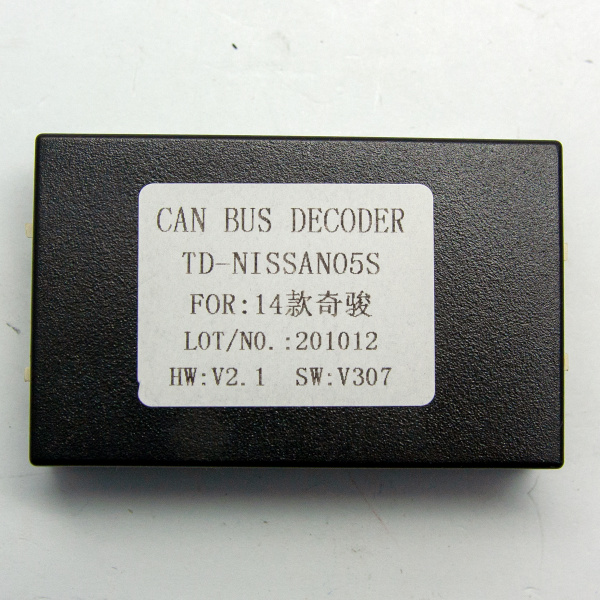 CAN BUS DECODER
TD-NISSAN05S
FOR:14款奇骏
LOT/NO.:201012
HW:V2.1 SW:V307